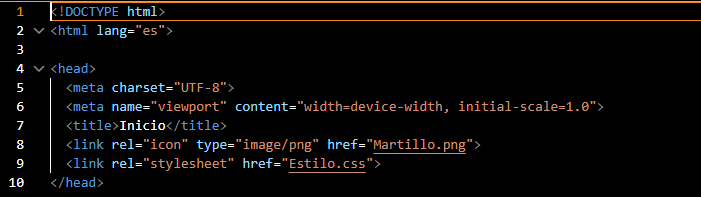 1 <!DOCTYPE html>
2 <html lang="es">
3
4 <head>
5 <meta charset="UTF-8">
6 <meta name="viewport" content="width=device-width, initial-scale=1.0">
7 <title>Inicio</title>
8 <link rel="icon" type="image/png" href="Martillo.png">
9 <link rel="stylesheet" href="Estilo.css">
10 </head>